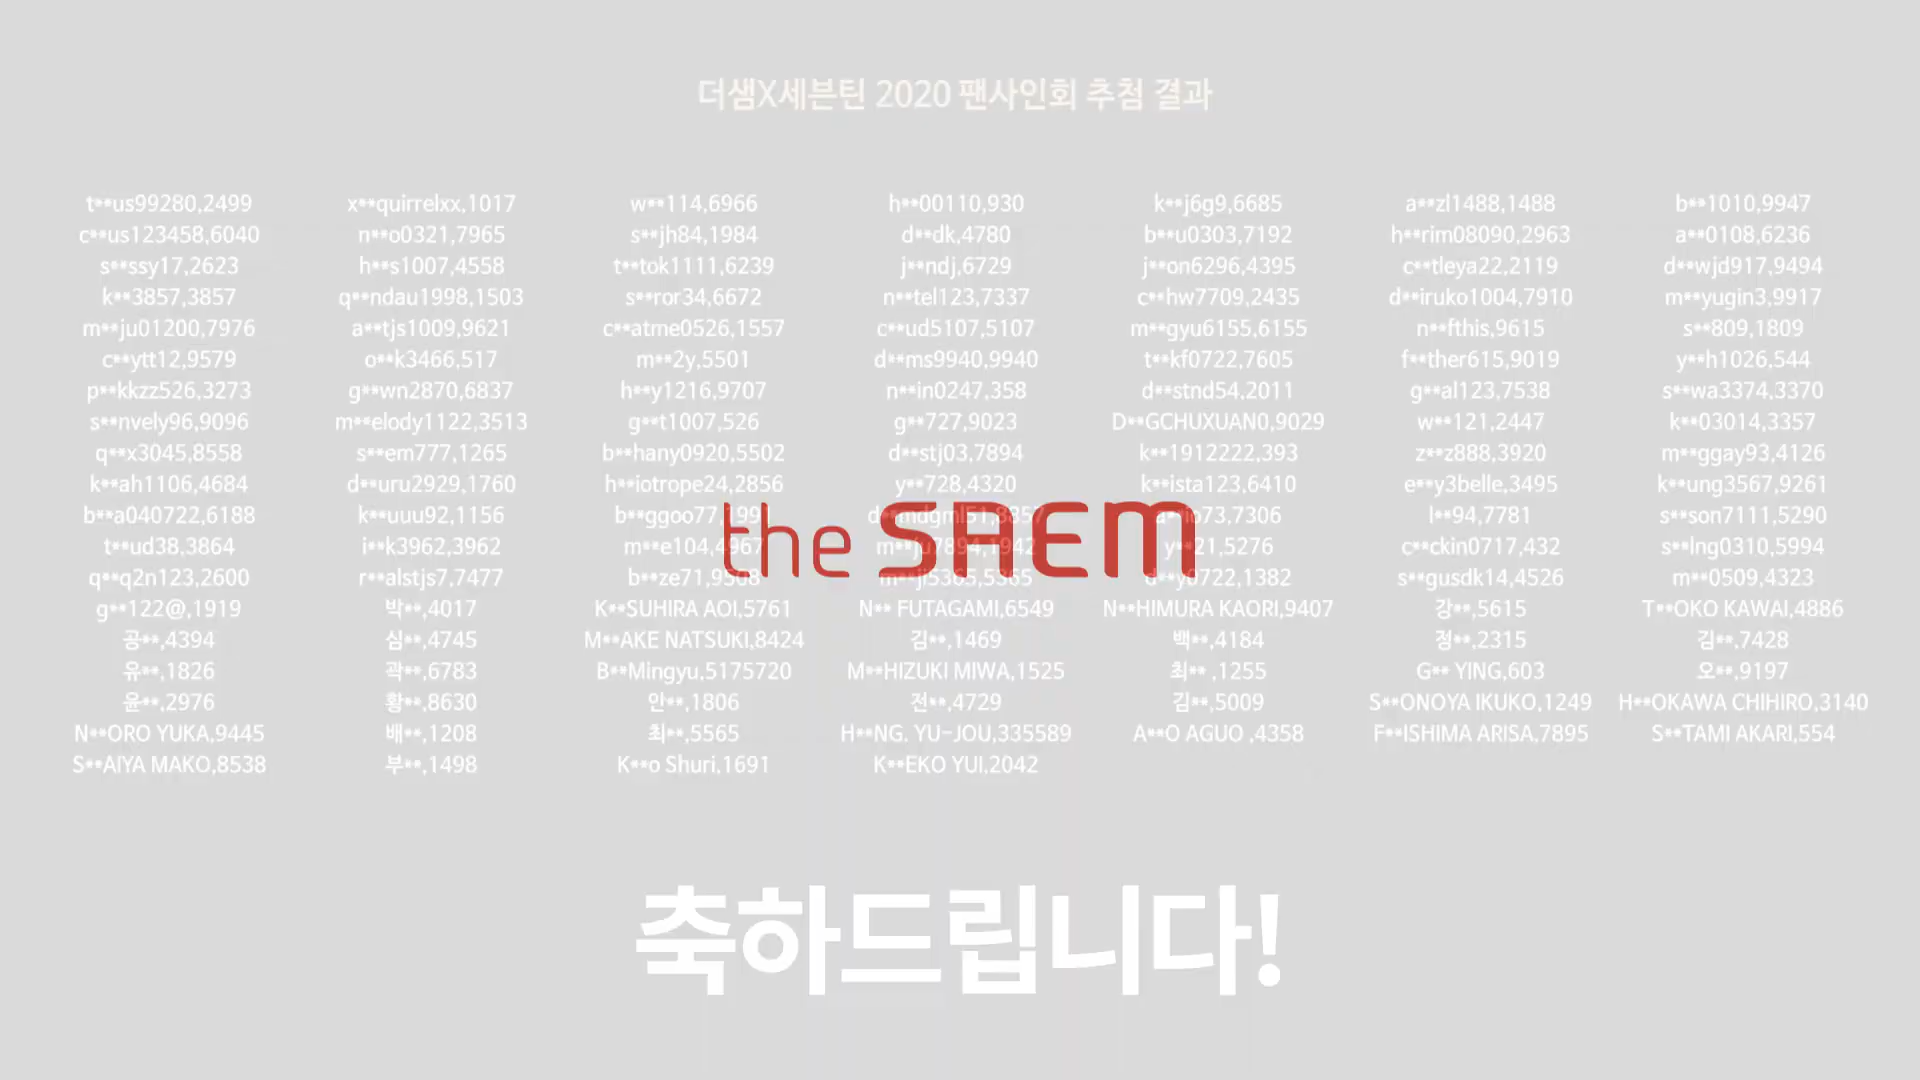 더샘X세븐틴 2020 팬사인회 추첨 결과
t**us99280,2499 x**quirrelxx,1017 w**114,6966 h**00110,930 k**j6g9,6685 a**zl1488,1488 b**1010,9947
c**us123458,6040 n**o0321,7965 s**jh84,1984 d**dk,4780 b**u0303,7192 h**rim08090,2963 a**0108,6236
s**ssy17,2623 h**s1007,4558 t**tok1111,6239 j**ndj,6729 j**on6296,4395 c**tleya22,2119 d**wjd917,9494
k**3857,3857 q**ndau1998,1503 s**ror34,6672 n**tel123,7337 c**hw7709,2435 d**iruko1004,7910 m**yugin3,9917
m**ju01200,7976 a**tjs1009,9621 c**atme0526,1557 c**ud5107,5107 m**gyu6155,6155 n**fthis,9615 s**809,1809
c**ytt12,9579 o**k3466,517 m**2y,5501 d**ms9940,9940 t**kf0722,7605 f**ther615,9019 y**h1026,544
p**kkzz526,3273 g**wn2870,6837 h**y1216,9707 n**in0247,358 d**stnd54,2011 g**al123,7538 s**wa3374,3370
s**nvely96,9096 m**elody1122,3513 g**t1007,526 g**727,9023 D**GCHUXUAN0,9029 w**121,2447 k**03014,3357
q**x3045,8558 s**em777,1265 b**hany0920,5502 d**stj03,7894 k**1912222,393 z**z888,3920 m**ggay93,4126
k**ah1106,4684 d**uru2929,1760 h**iotrope24,2856 y**728,4320 k**ista123,6410 e**y3belle,3495 k**ung3567,9261
b**a040722,6188 k**uuu92,1156 l**94,7781 s**son7111,5290
the SAEM
t**ud38,3864 i**k3962,3962 m**e104,4967 m**ju7894,1942 c**ckin0717,432 s**lng0310,5994
q**q2n123,2600 r**alstjs7,7477 b**ze71,9508 m**ji5365,5365 d**y0722,1382 s**gusdk14,4526 m**0509,4323
g**122@,1919 박**,4017 K**SUHIRA AOI,5761 N** FUTAGAMI,6549 N**HIMURA KAORI,9407 강**,5615 T**OKO KAWAI,4886
공**,4394 심**,4745 M**AKE NATSUKI,8424 김**,1469 백**,4184 정**,2315 김**,7428
유**,1826 곽**,6783 B**Mingyu,5175720 M**HIZUKI MIWA,1525 최** ,1255 G** YING,603 오**,9197
윤**,2976 황**,8630 안**,1806 전**,4729 김**,5009 S**ONOYA IKUKO,1249 H**OKAWA CHIHIRO,3140
N**ORO YUKA,9445 배**,1208 최**,5565 H**NG, YU-JOU,335589 A**O AGUO ,4358 F**ISHIMA ARISA,7895 S**TAMI AKARI,554
S**AIYA MAKO,8538 부**,1498 K**o Shuri,1691 K**EKO YUI,2042
축하드립니다!